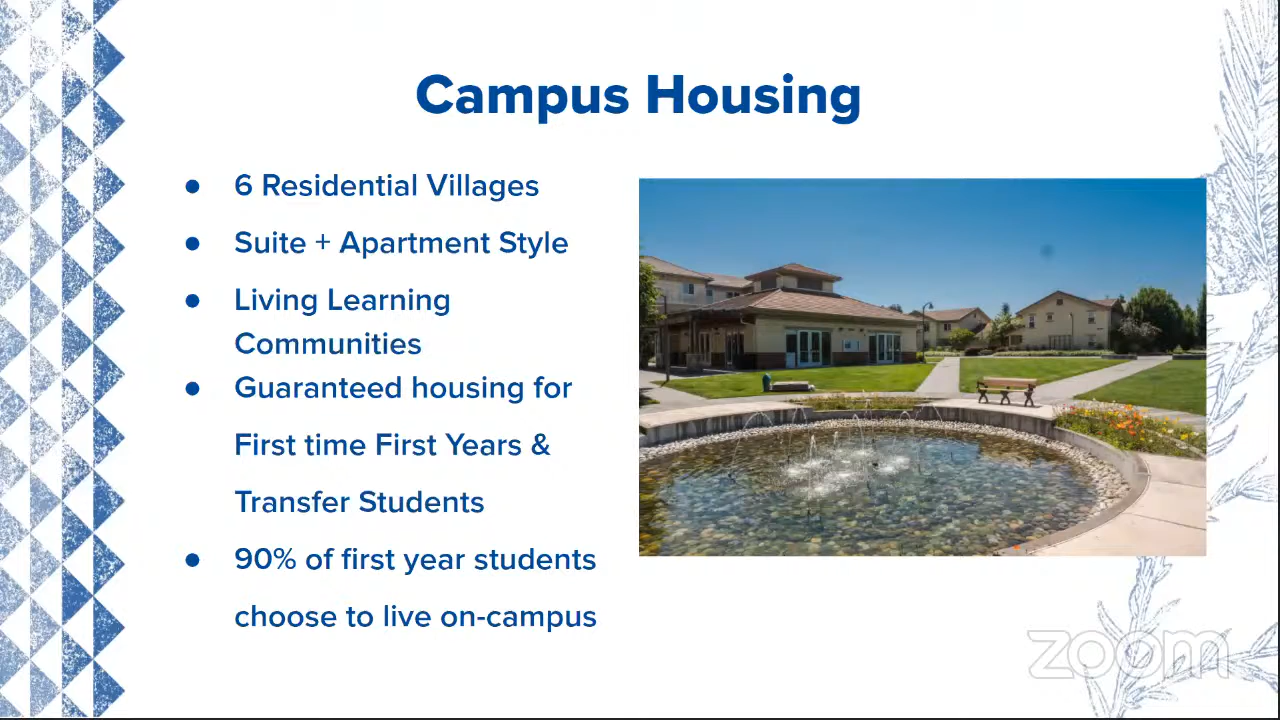 Campus Housing
● 6 Residential Villages
● Suite + Apartment Style
● Living Learning
Communities
● Guaranteed housing for
First time First Years &
Transfer Students
● 90% of first year students
choose to live on-campus
zoom